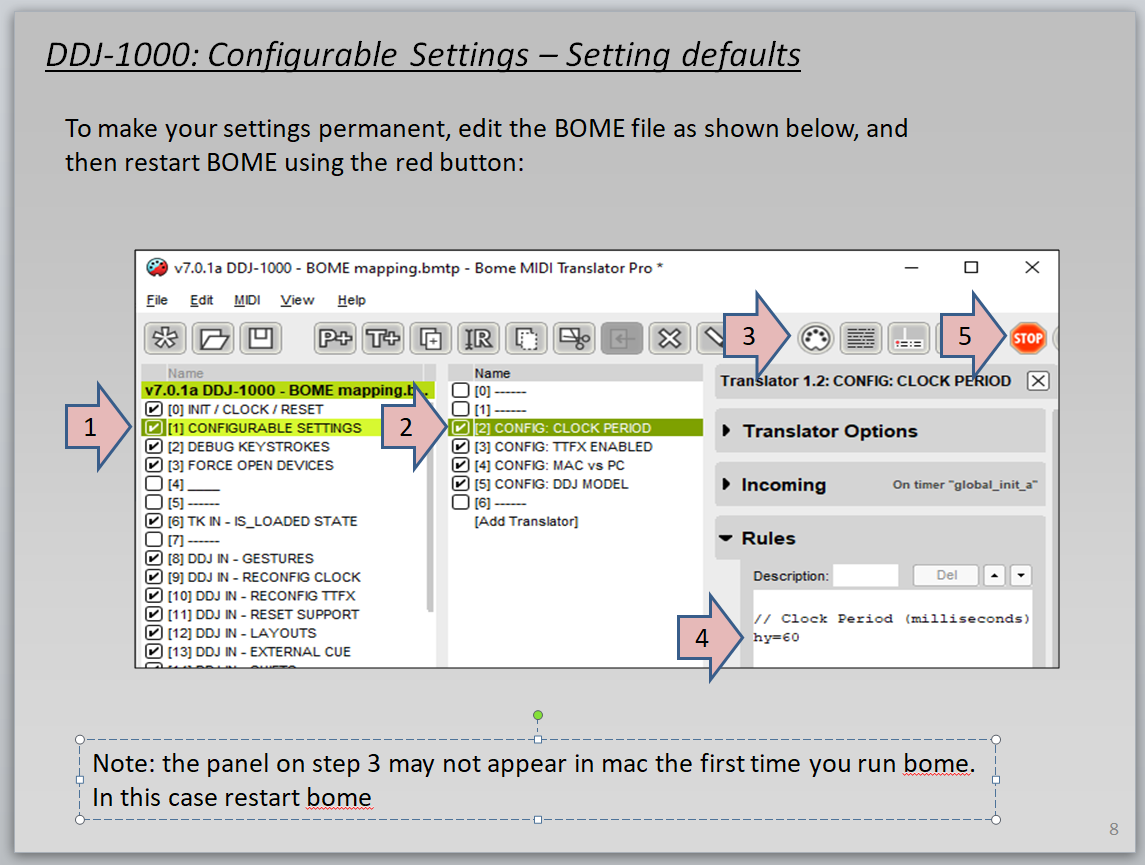 DDJ-1000: Configurable Settings – Setting defaults
To make your settings permanent, edit the BOME file as shown below, and
then restart BOME using the red button:
v7.0.1a DDJ-1000 - BOME mapping.bmtp - Bome MIDI Translator Pro *
File Edit MIDI View Help
P+ T+ IR 3 5 STOP
Name
v7.0.1a DDJ-1000 - BOME mapping.b...
[0] INIT / CLOCK / RESET
1 [1] CONFIGURABLE SETTINGS
[2] DEBUG KEYSTROKES
[3] FORCE OPEN DEVICES
[4] ____
[5] ------
[6] TK IN - IS_LOADED STATE
[7] ------
[8] DDJ IN - GESTURES
[9] DDJ IN - RECONFIG CLOCK
[10] DDJ IN - RECONFIG TTFX
[11] DDJ IN - RESET SUPPORT
[12] DDJ IN - LAYOUTS
[13] DDJ IN - EXTERNAL CUE
Name
[0] ------
[1] ------
2 [2] CONFIG: CLOCK PERIOD
[3] CONFIG: TTFX ENABLED
[4] CONFIG: MAC vs PC
[5] CONFIG: DDJ MODEL
[6] ------
[Add Translator]
Translator 1.2: CONFIG: CLOCK PERIOD
Translator Options
Incoming On timer "global_init_a"
Rules
Description: Del
// Clock Period (milliseconds)
4 hy=60
Note: the panel on step 3 may not appear in mac the first time you run bome.
In this case restart bome
8